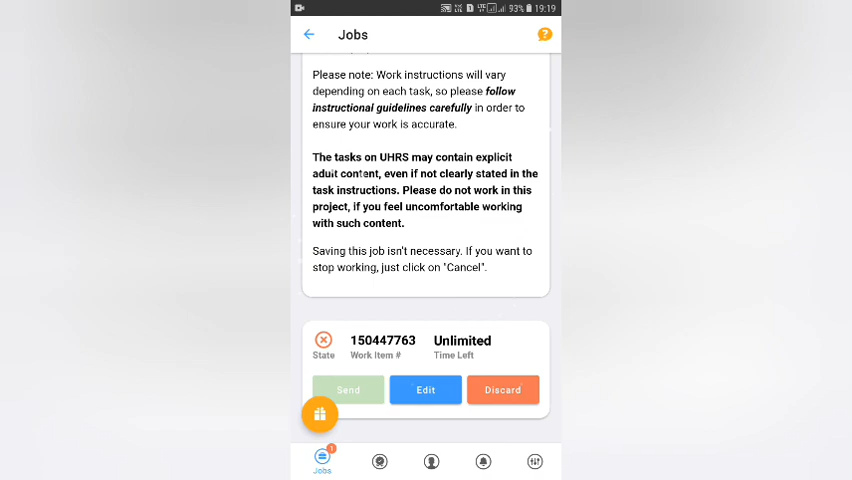 93% 19:19
Jobs
?
Please note: Work instructions will vary
depending on each task, so please follow
instructional guidelines carefully in order to
ensure your work is accurate.
The tasks on UHRS may contain explicit
adult content, even if not clearly stated in the
task instructions. Please do not work in this
project, if you feel uncomfortable working
with such content.
Saving this job isn't necessary. If you want to
stop working, just click on "Cancel".
150447763 Unlimited
State Work Item # Time Left
Send Edit Discard
1
Jobs